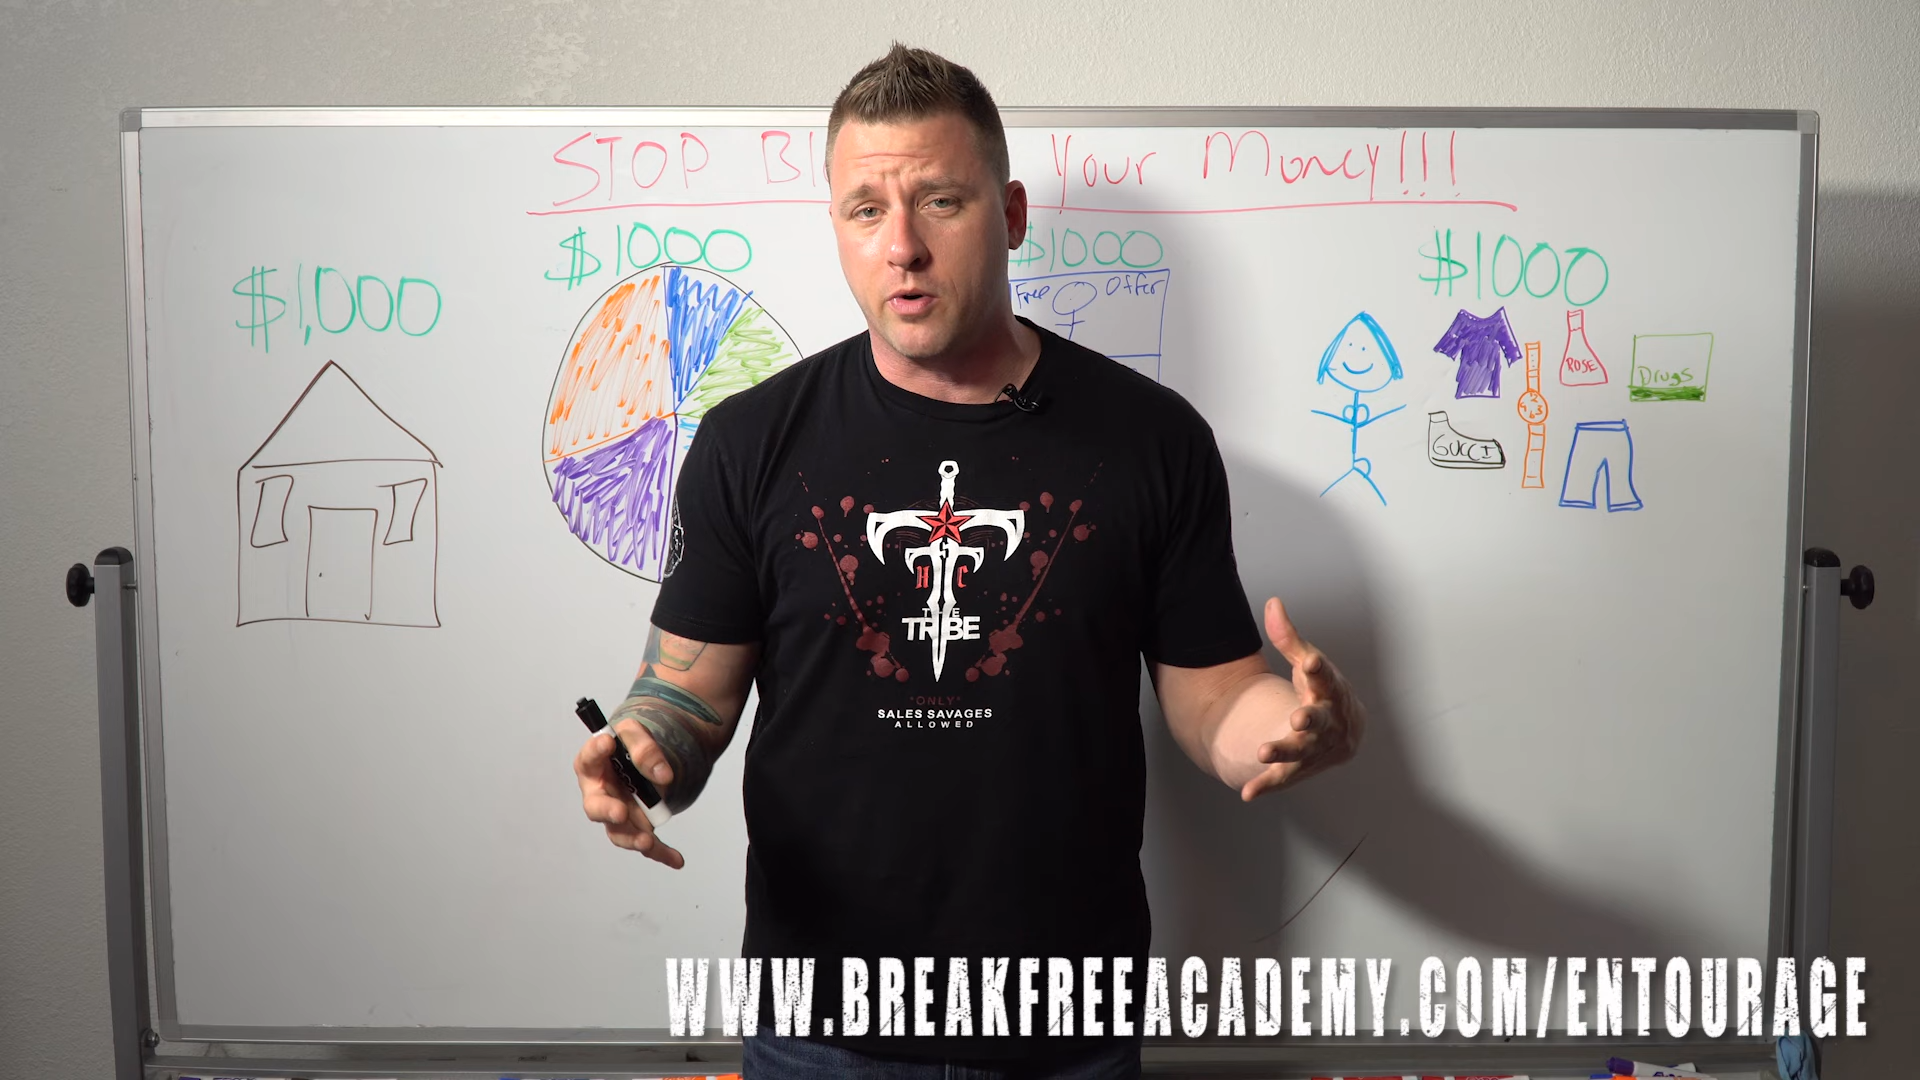 STOP Bl Your Money!!!
$1,000
$1000
$1000
$1000
Free Offer
ROSE
Drugs
GUCCI
H C
THE
TRIBE
"ONLY"
SALES SAVAGES
ALLOWED
WWW.BREAKFREEACADEMY.COM/ENTOURAGE